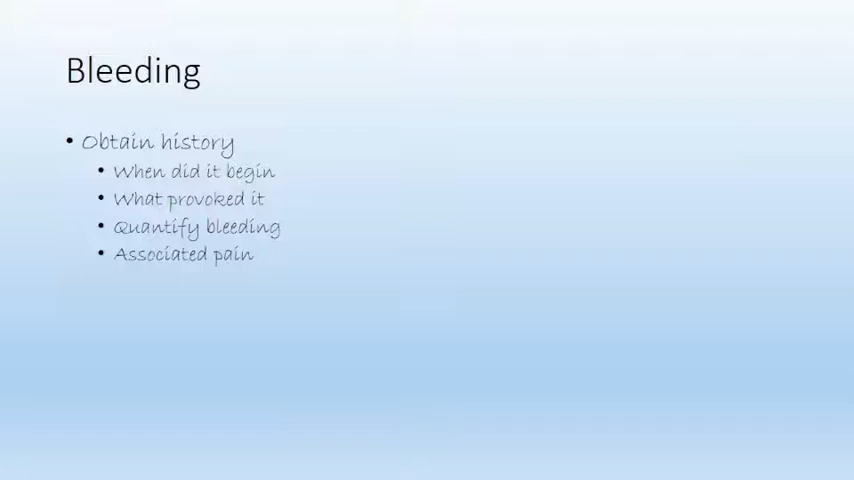 Bleeding
• Obtain history
• When did it begin
• What provoked it
• Quantify bleeding
• Associated pain